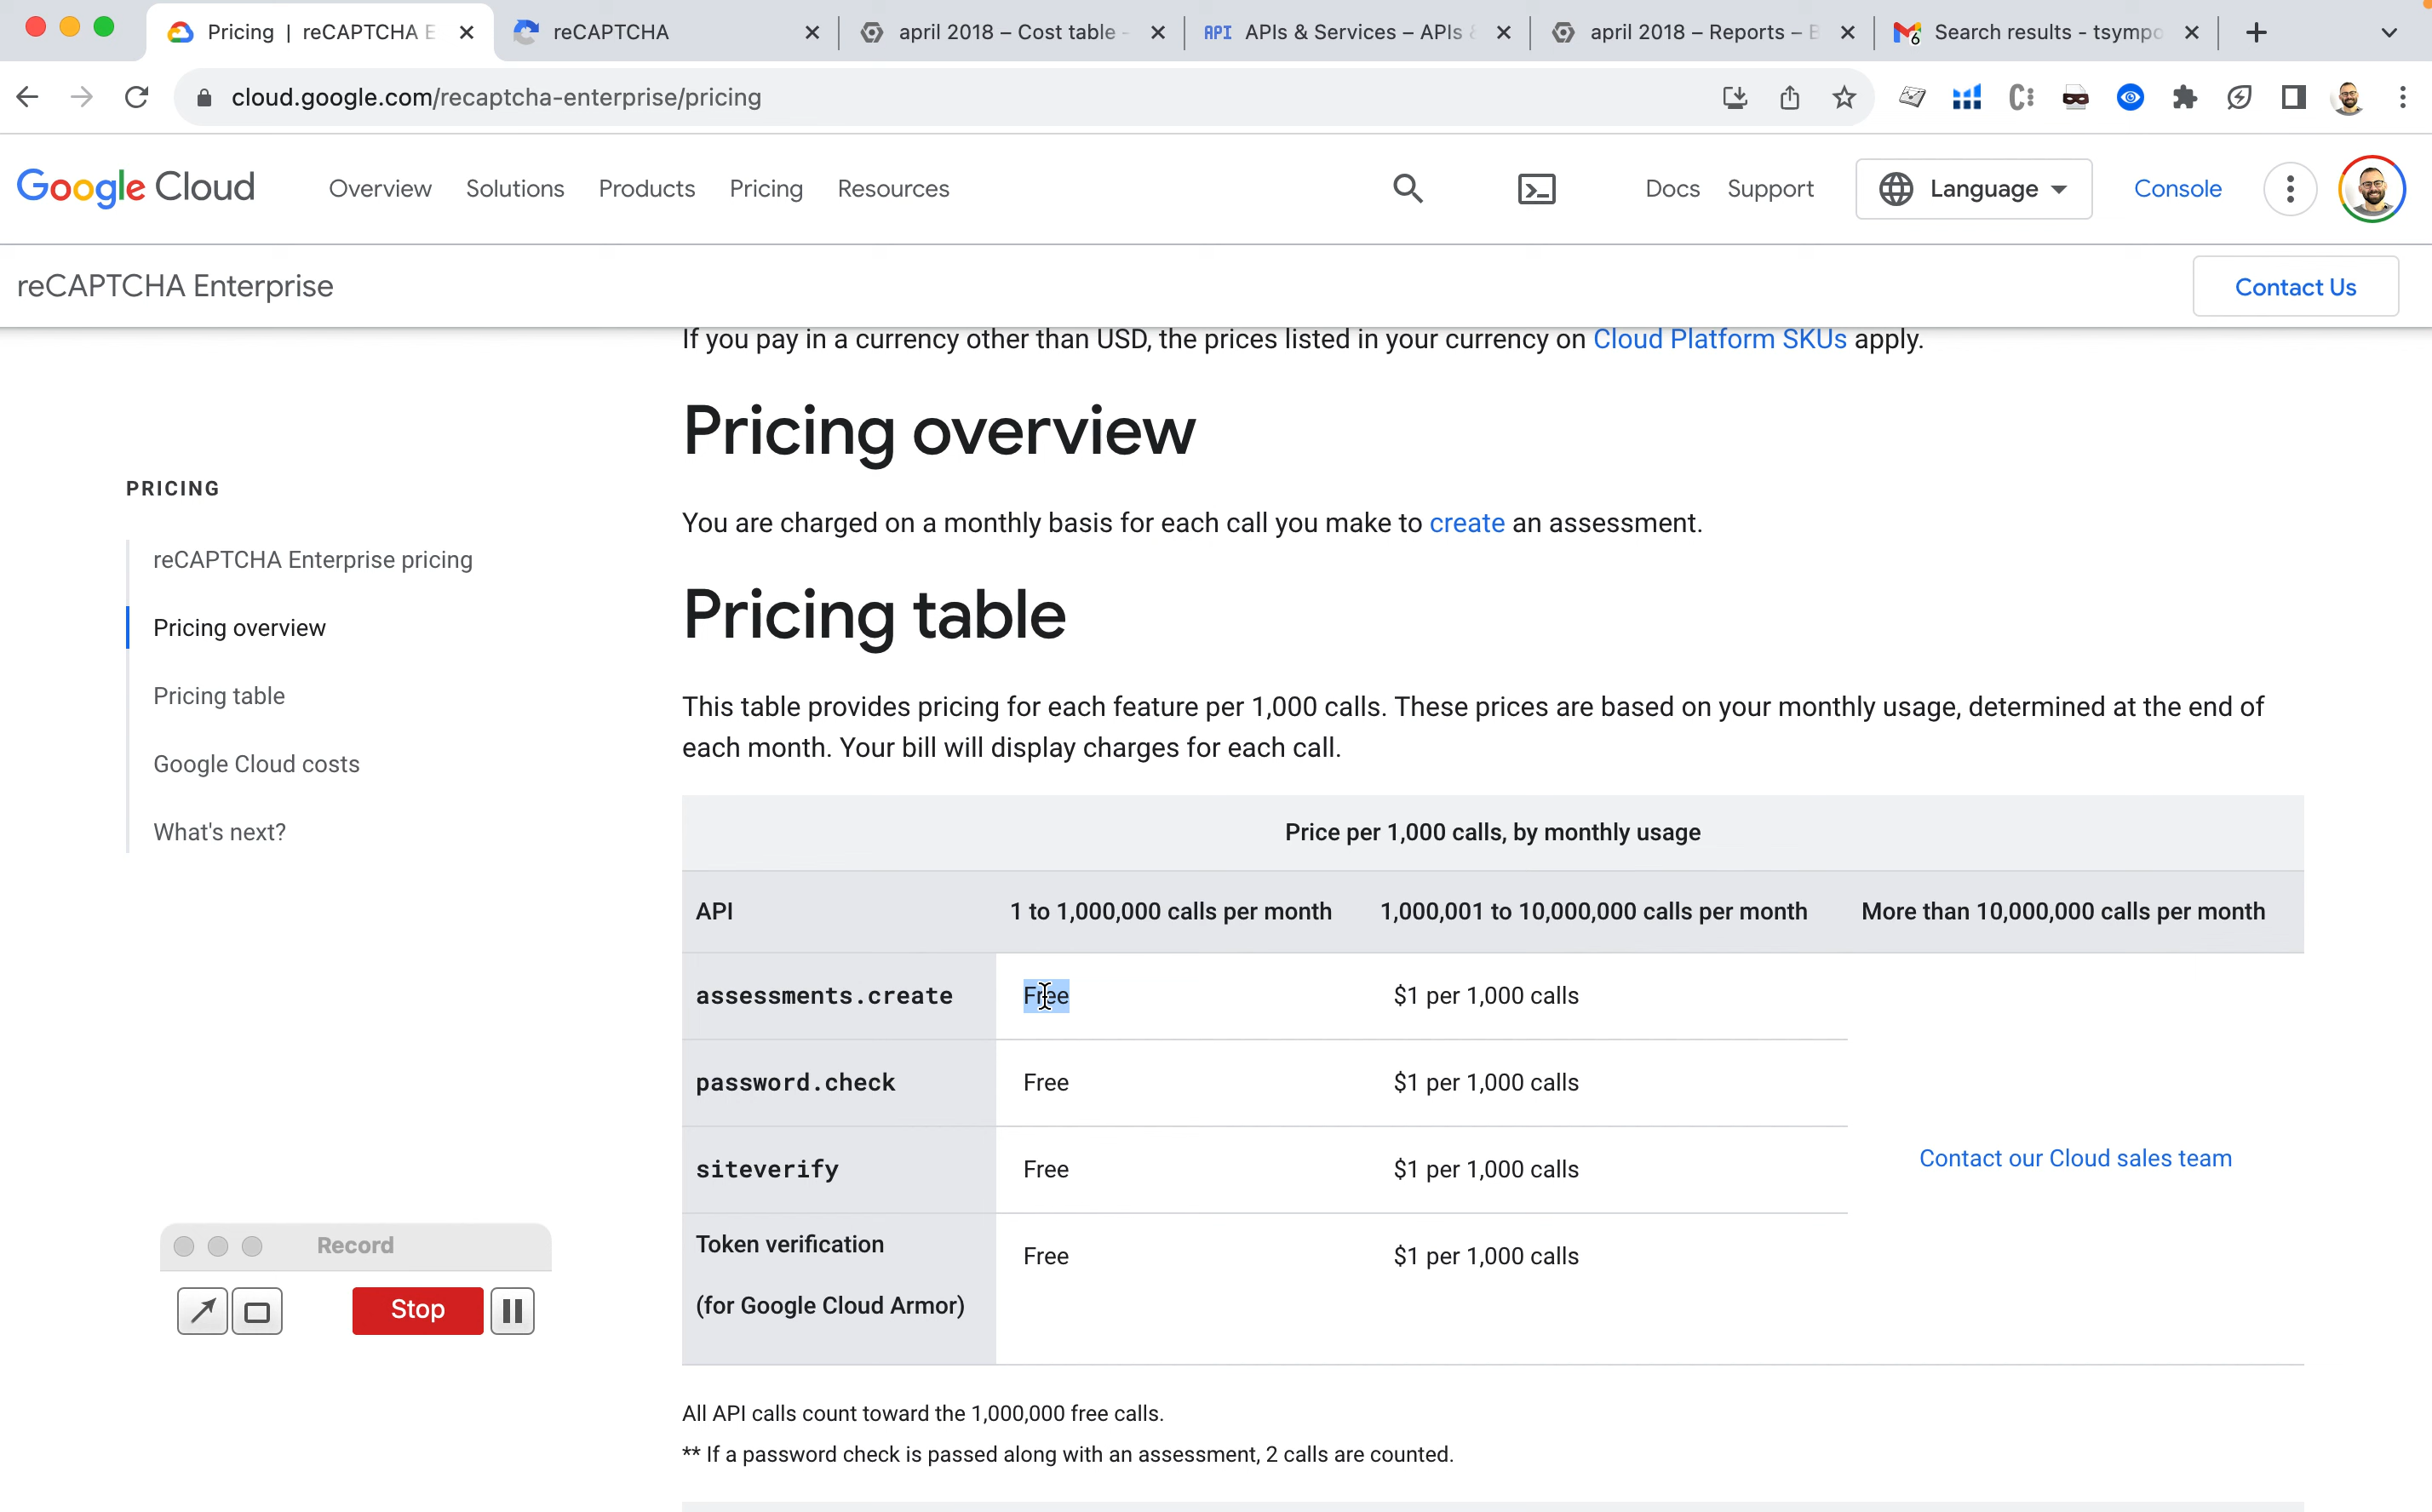 Pricing | reCAPTCHA E
reCAPTCHA
april 2018 – Cost table -
API APIs & Services – APIs &
april 2018 – Reports – B
6 Search results - tsympo
cloud.google.com/recaptcha-enterprise/pricing
Google Cloud
Overview Solutions Products Pricing Resources
Docs Support Language Console
reCAPTCHA Enterprise
Contact Us
If you pay in a currency other than USD, the prices listed in your currency on Cloud Platform SKUs apply.
PRICING
reCAPTCHA Enterprise pricing
Pricing overview
Pricing table
Google Cloud costs
What's next?
Pricing overview
You are charged on a monthly basis for each call you make to create an assessment.
Pricing table
This table provides pricing for each feature per 1,000 calls. These prices are based on your monthly usage, determined at the end of
each month. Your bill will display charges for each call.
Price per 1,000 calls, by monthly usage
API 1 to 1,000,000 calls per month 1,000,001 to 10,000,000 calls per month More than 10,000,000 calls per month
assessments.create Free $1 per 1,000 calls
password.check Free $1 per 1,000 calls
siteverify Free $1 per 1,000 calls
Contact our Cloud sales team
Token verification
(for Google Cloud Armor)
Free $1 per 1,000 calls
All API calls count toward the 1,000,000 free calls.
** If a password check is passed along with an assessment, 2 calls are counted.
Record
Stop